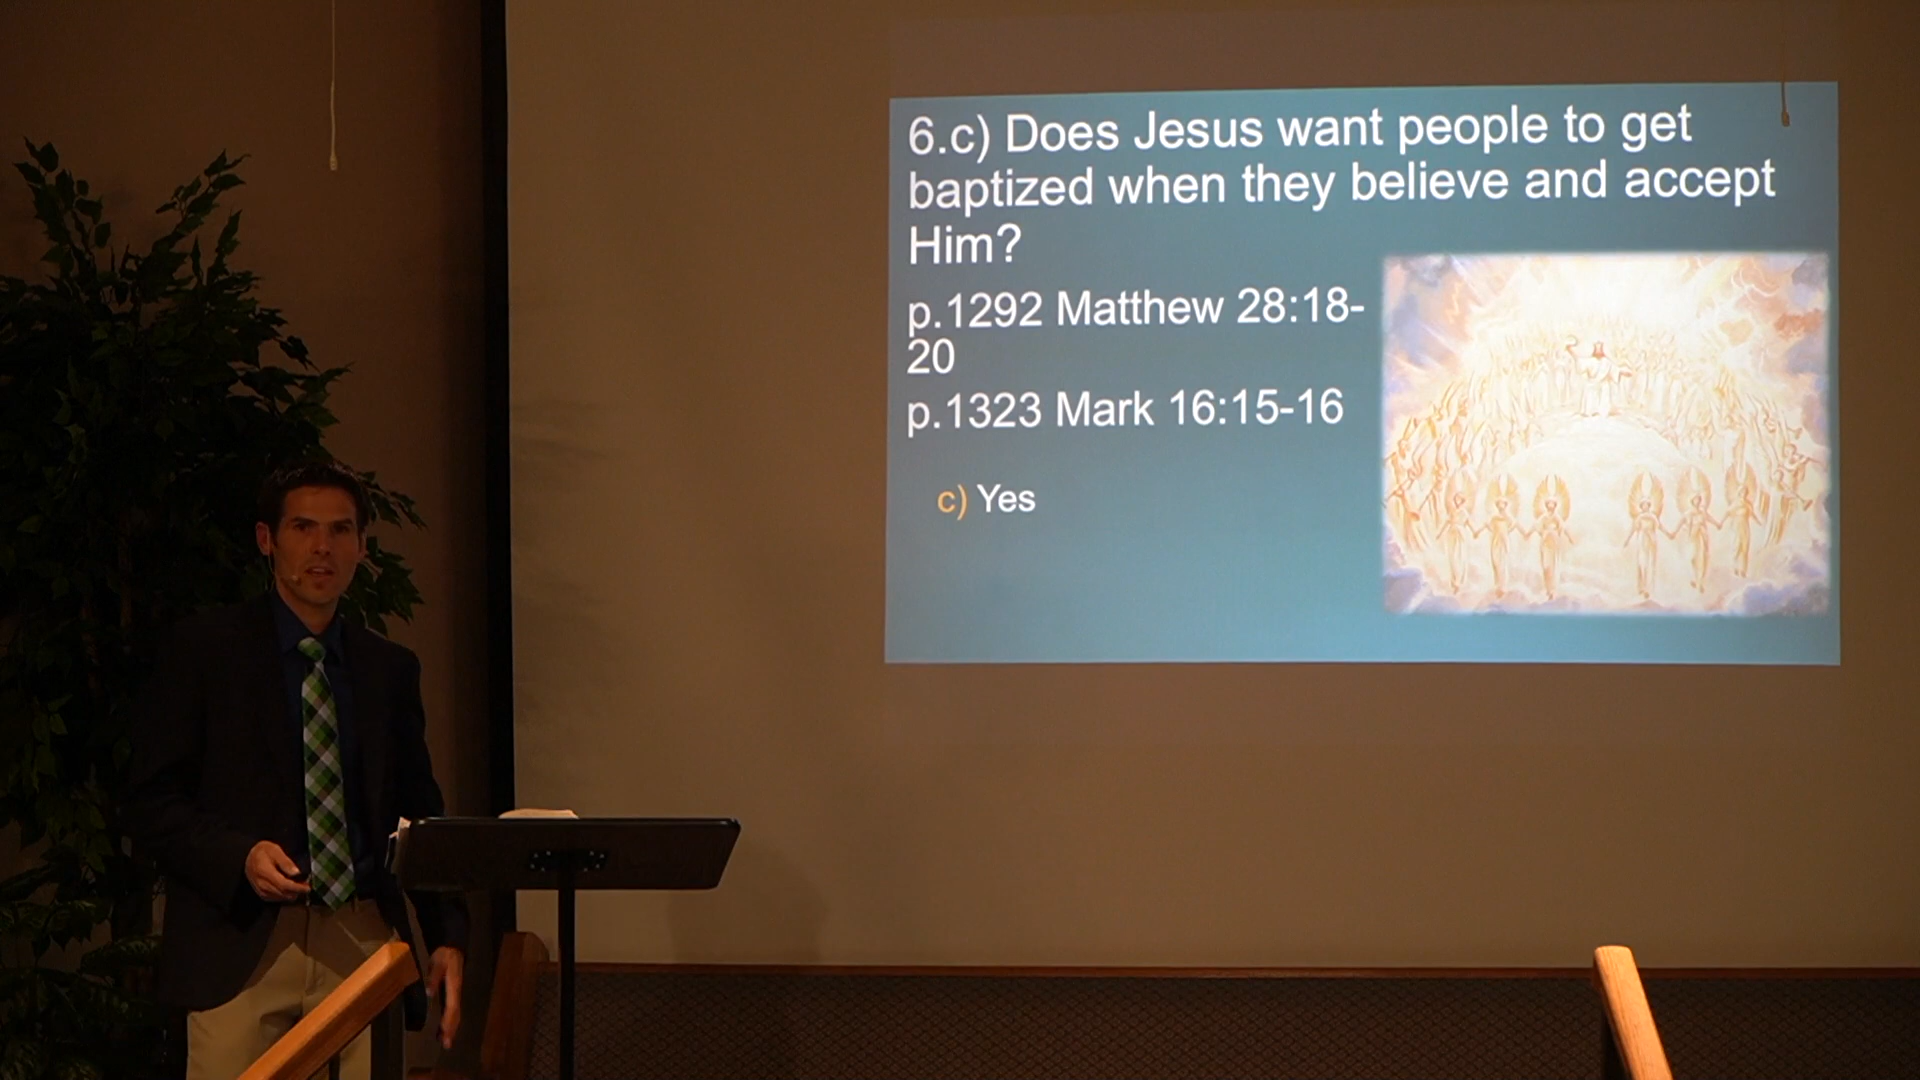 6.c) Does Jesus want people to get
baptized when they believe and accept
Him?
p.1292 Matthew 28:18-
20
p.1323 Mark 16:15-16
c) Yes